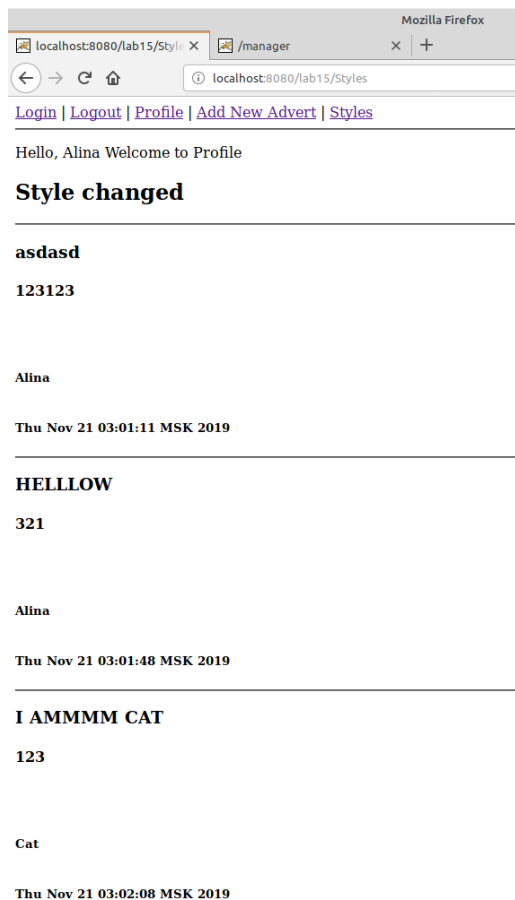 Mozilla Firefox
localhost:8080/lab15/Style
/manager
localhost:8080/lab15/Styles
Login | Logout | Profile | Add New Advert | Styles
Hello, Alina Welcome to Profile
Style changed
asdasd
123123
Alina
Thu Nov 21 03:01:11 MSK 2019
HELLLOW
321
Alina
Thu Nov 21 03:01:48 MSK 2019
I AMMMM CAT
123
Cat
Thu Nov 21 03:02:08 MSK 2019